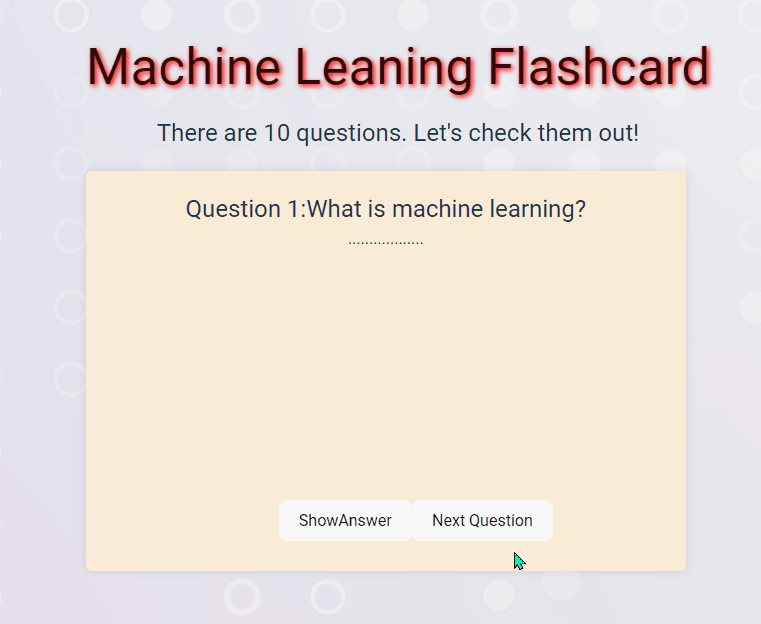 Machine Leaning Flashcard
There are 10 questions. Let's check them out!
Question 1:What is machine learning?
..................
ShowAnswer Next Question